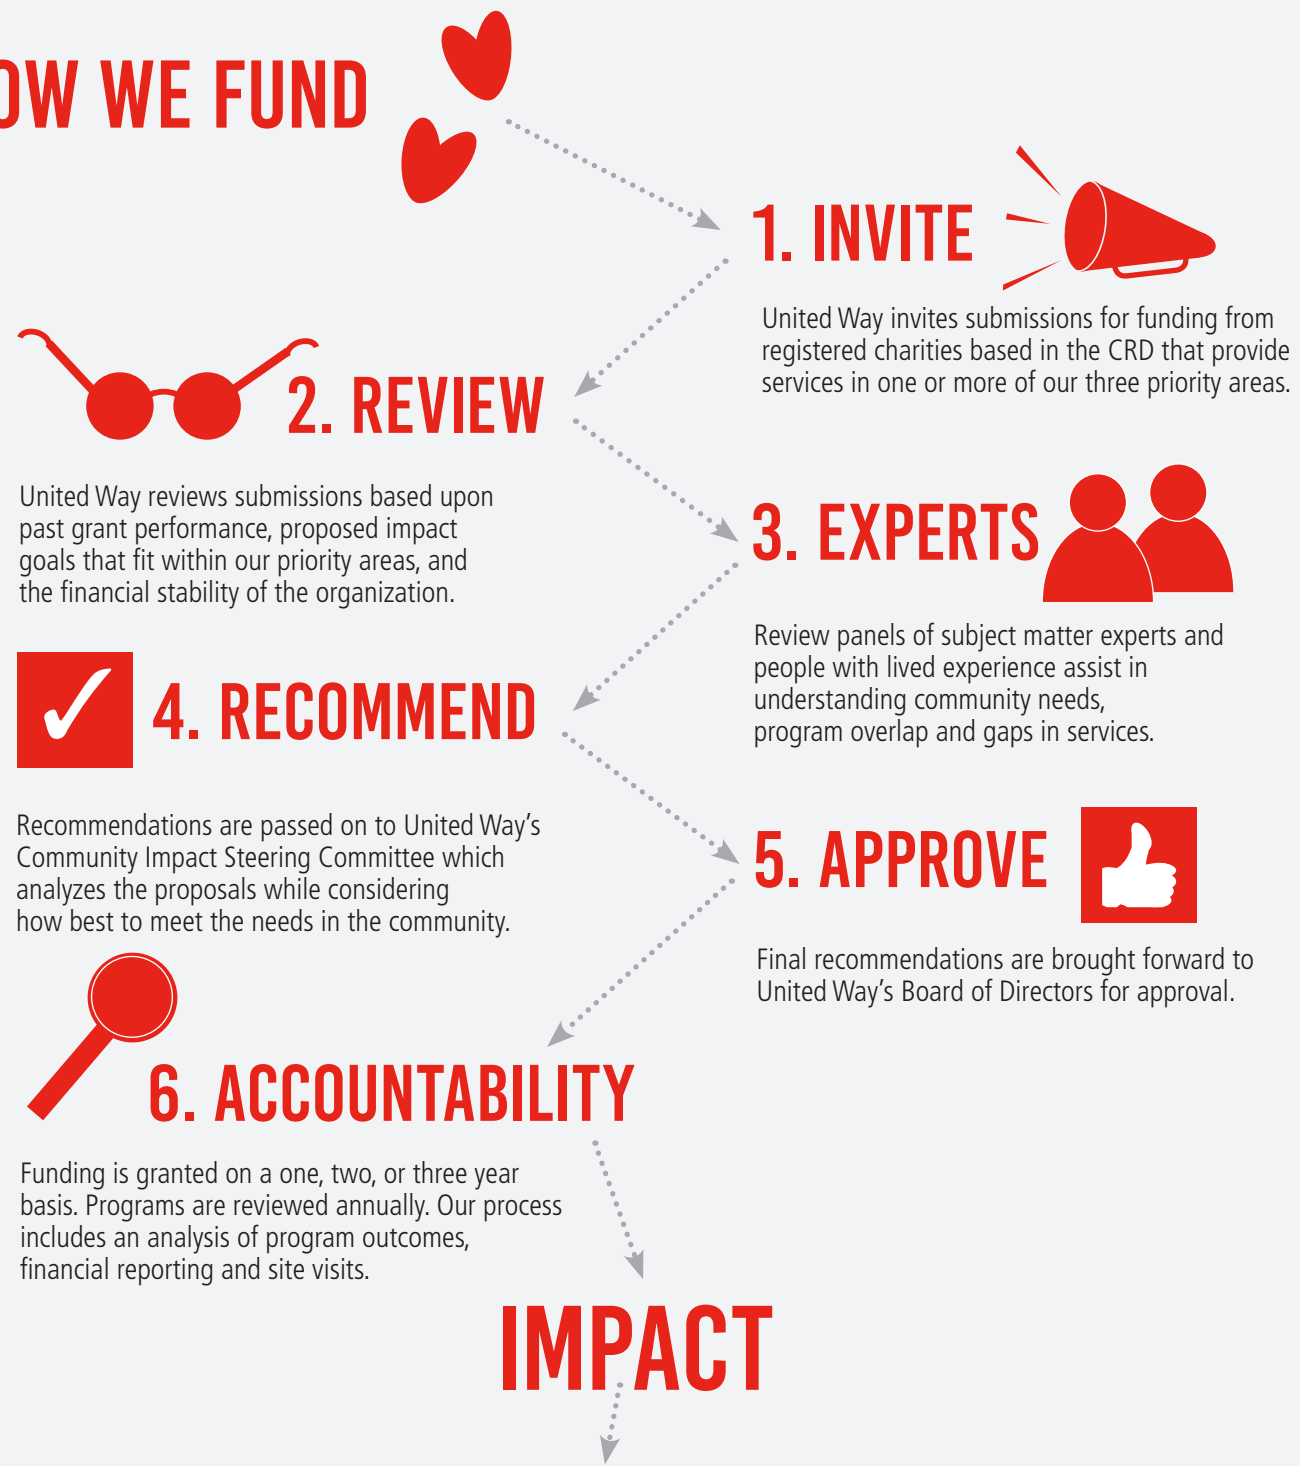 OW WE FUND
1. INVITE
United Way invites submissions for funding from
registered charities based in the CRD that provide
services in one or more of our three priority areas.
2. REVIEW
United Way reviews submissions based upon
past grant performance, proposed impact
goals that fit within our priority areas, and
the financial stability of the organization.
3. EXPERTS
Review panels of subject matter experts and
people with lived experience assist in
understanding community needs,
program overlap and gaps in services.
4. RECOMMEND
Recommendations are passed on to United Way’s
Community Impact Steering Committee which
analyzes the proposals while considering
how best to meet the needs in the community.
5. APPROVE
Final recommendations are brought forward to
United Way’s Board of Directors for approval.
6. ACCOUNTABILITY
Funding is granted on a one, two, or three year
basis. Programs are reviewed annually. Our process
includes an analysis of program outcomes,
financial reporting and site visits.
IMPACT